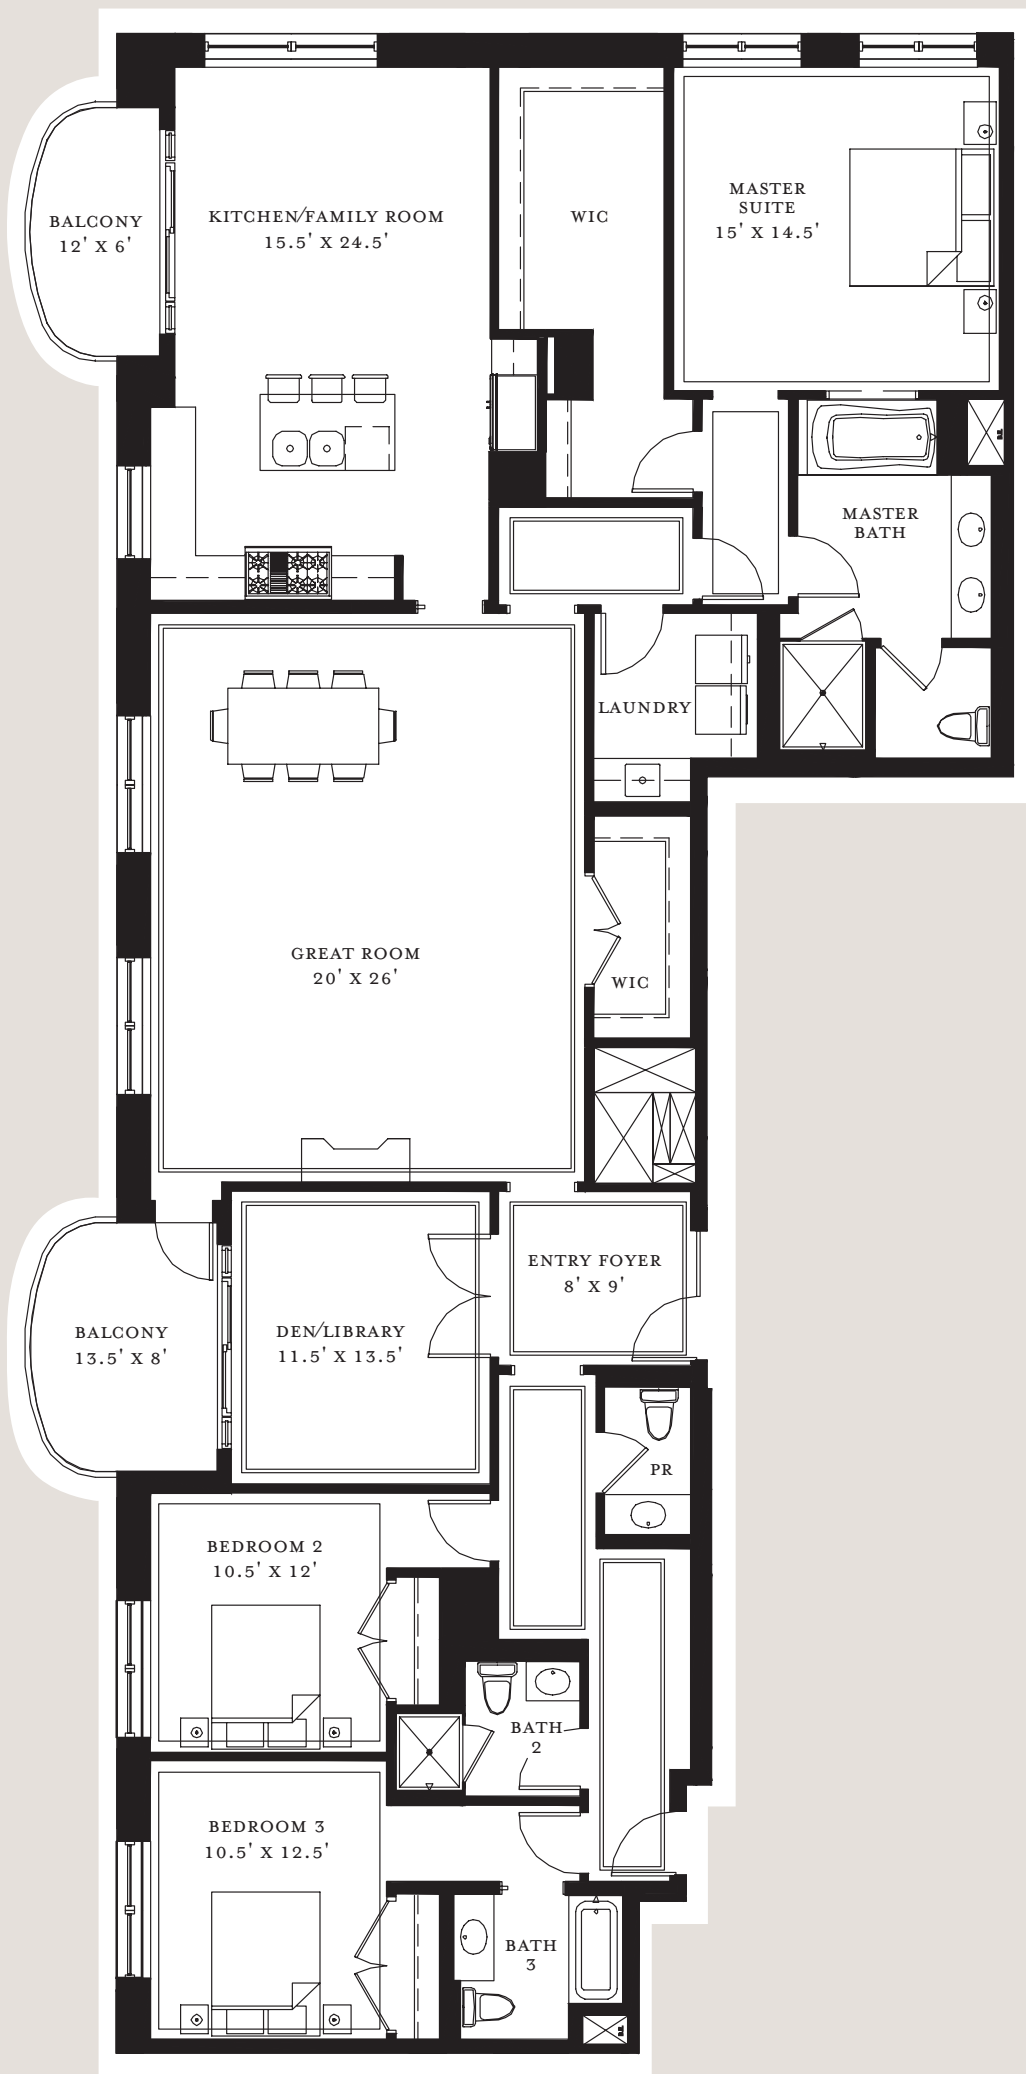 BALCONY
12' X 6'
KITCHEN/FAMILY ROOM
15.5' X 24.5'
WIC
MASTER
SUITE
15' X 14.5'
MASTER
BATH
LAUNDRY
GREAT ROOM
20' X 26'
WIC
ENTRY FOYER
8' X 9'
BALCONY
13.5' X 8'
DEN/LIBRARY
11.5' X 13.5'
PR
BEDROOM 2
10.5' X 12'
BATH
2
BEDROOM 3
10.5' X 12.5'
BATH
3